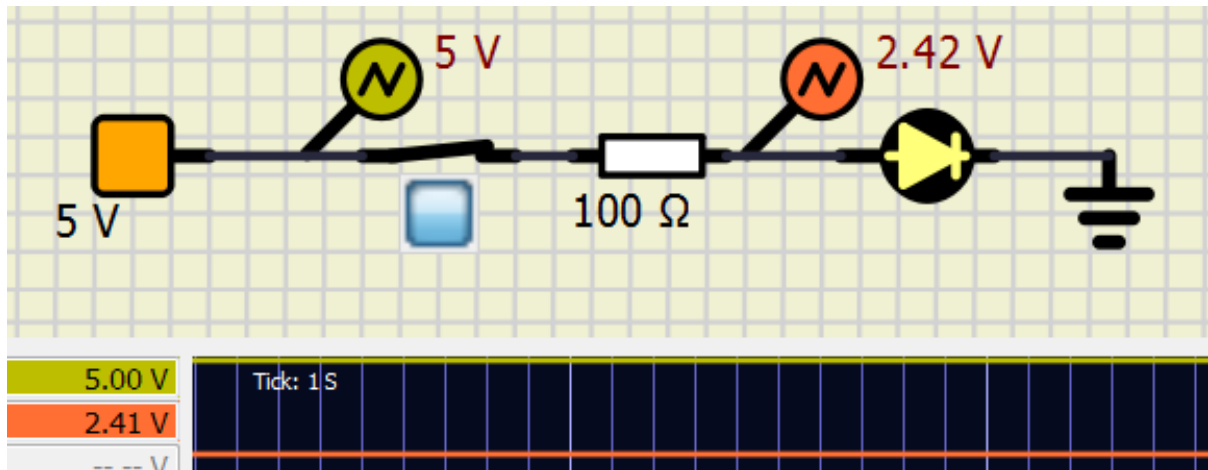 5 V
2.42 V
5 V
100 Ω
5.00 V
Tick: 1 S
2.41 V
-- -- V